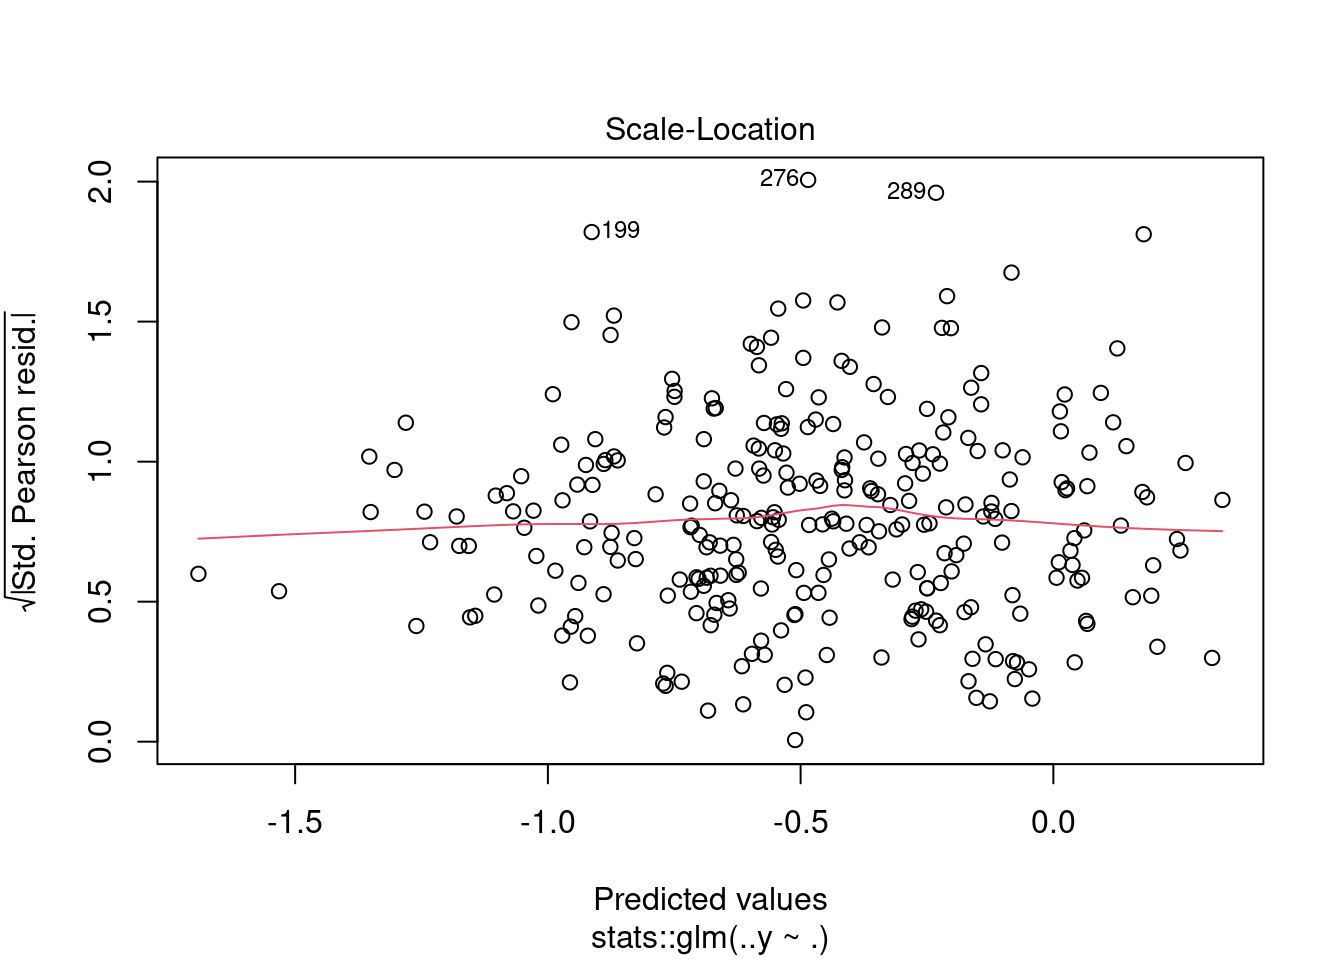 Scale-Location
276
289
199
√|Std. Pearson resid.|
2.0
1.5
1.0
0.5
0.0
-1.5 -1.0 -0.5 0.0
Predicted values
stats::glm(..y ~ .)